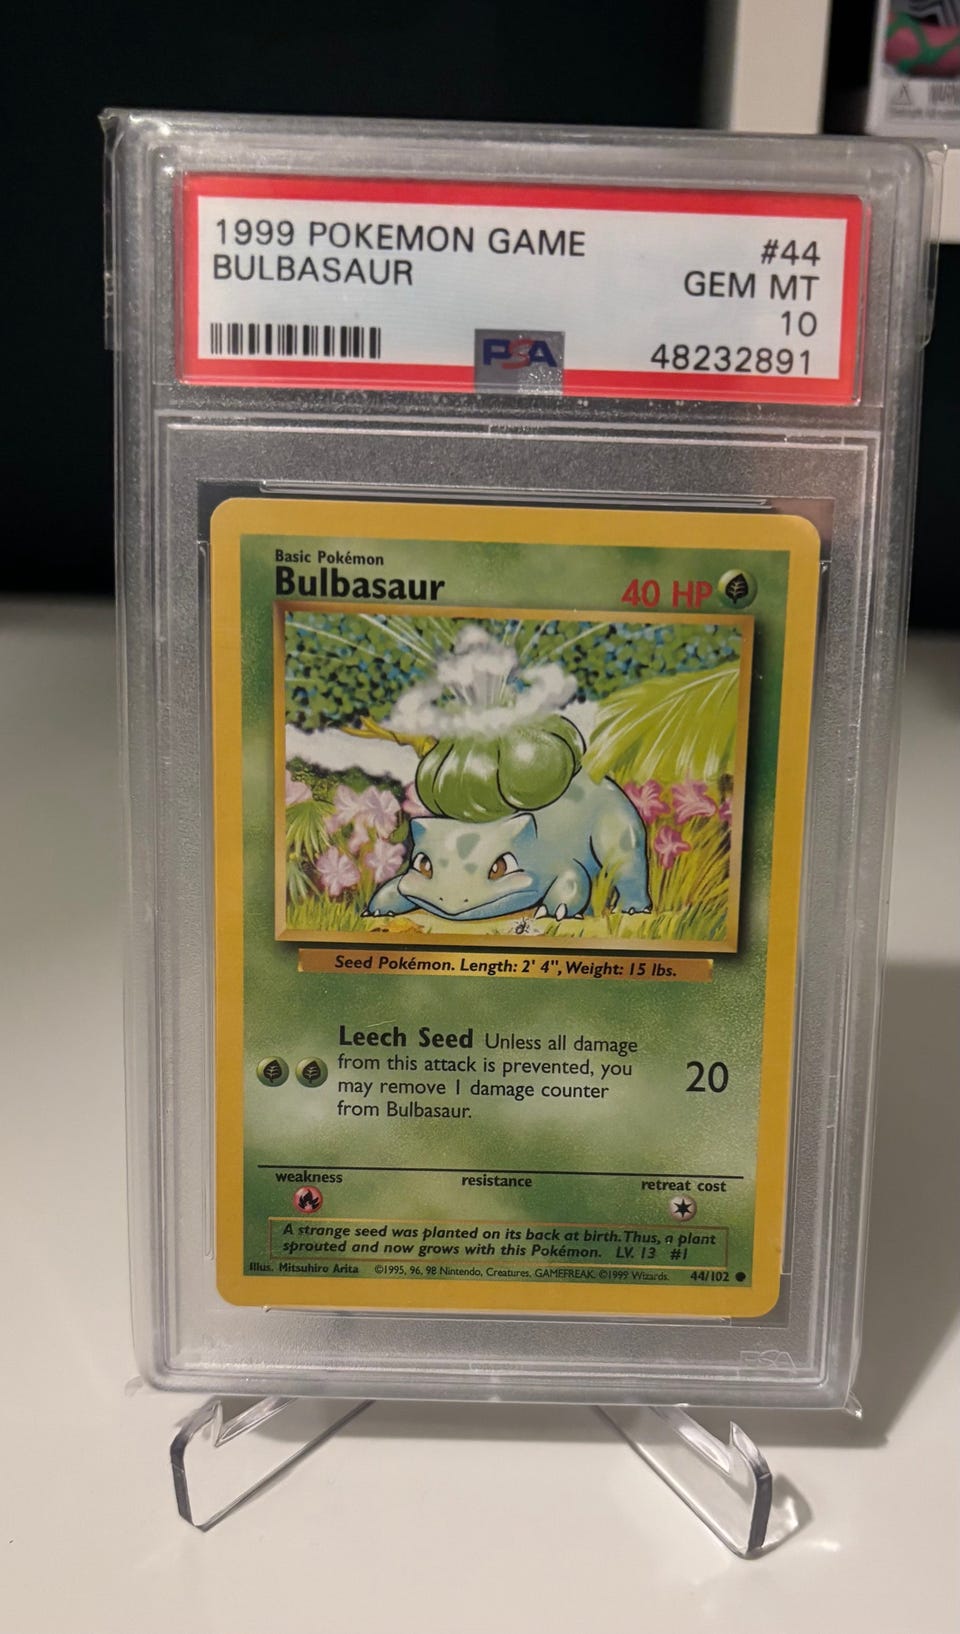 1999 POKEMON GAME #44
BULBASAUR GEM MT
10
PSA 48232891
Basic Pokémon
Bulbasaur 40 HP
Seed Pokémon. Length: 2' 4", Weight: 15 lbs.
Leech Seed Unless all damage
from this attack is prevented, you
may remove 1 damage counter
from Bulbasaur.
20
weakness resistance retreat cost
A strange seed was planted on its back at birth. Thus, a plant
sprouted and now grows with this Pokémon. LV. 13 #1
Illus. Mitsuhiro Arita ©1995, 96, 98 Nintendo, Creatures, GAMEFREAK. ©1999 Wizards. 44/102
PSA